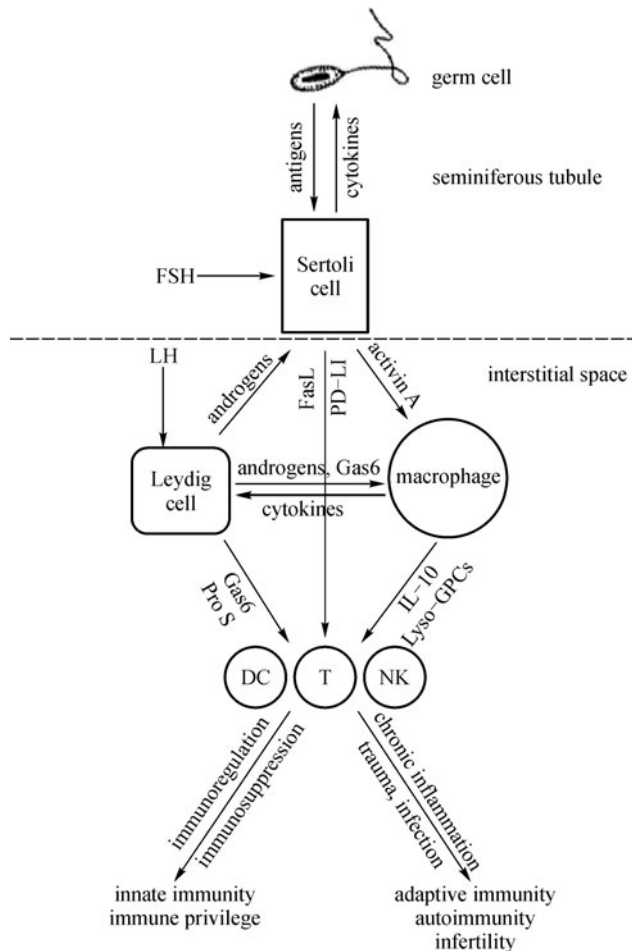 germ cell
antigens
cytokines
seminiferous tubule
FSH
Sertoli
cell
LH
androgens
FasL
PD-LI
activin A
interstitial space
Leydig
cell
androgens, Gas6
cytokines
macrophage
Gas6
Pro S
IL-10
Lyso-GPCs
DC
T
NK
immunoregulation
immunosuppression
chronic inflammation
trauma, infection
innate immunity
immune privilege
adaptive immunity
autoimmunity
infertility